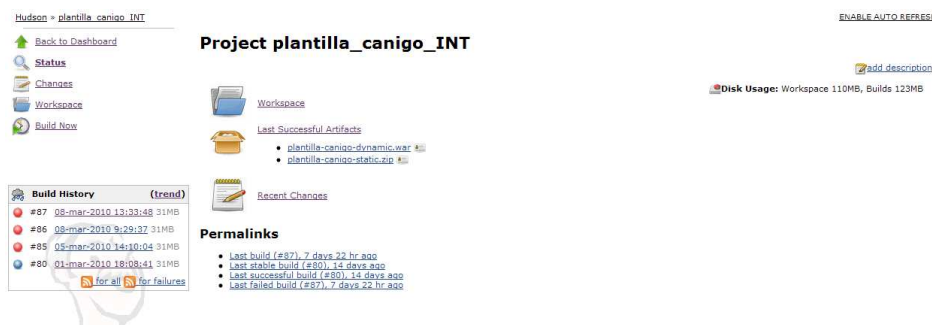 Hudson » plantilla_canigo_INT
ENABLE AUTO REFRES
Back to Dashboard
Status
Changes
Workspace
Build Now
Project plantilla_canigo_INT
add description
Disk Usage: Workspace 110MB, Builds 123MB
Workspace
Last Successful Artifacts
plantilla-canigo-dynamic.war
plantilla-canigo-static.zip
Recent Changes
Build History (trend)
#87 08-mar-2010 13:33:48 31MB
#86 08-mar-2010 9:29:37 31MB
#85 05-mar-2010 14:10:04 31MB
#80 01-mar-2010 18:08:41 31MB
for all for failures
Permalinks
Last build (#87), 7 days 22 hr ago
Last stable build (#80), 14 days ago
Last successful build (#80), 14 days ago
Last failed build (#87), 7 days 22 hr ago